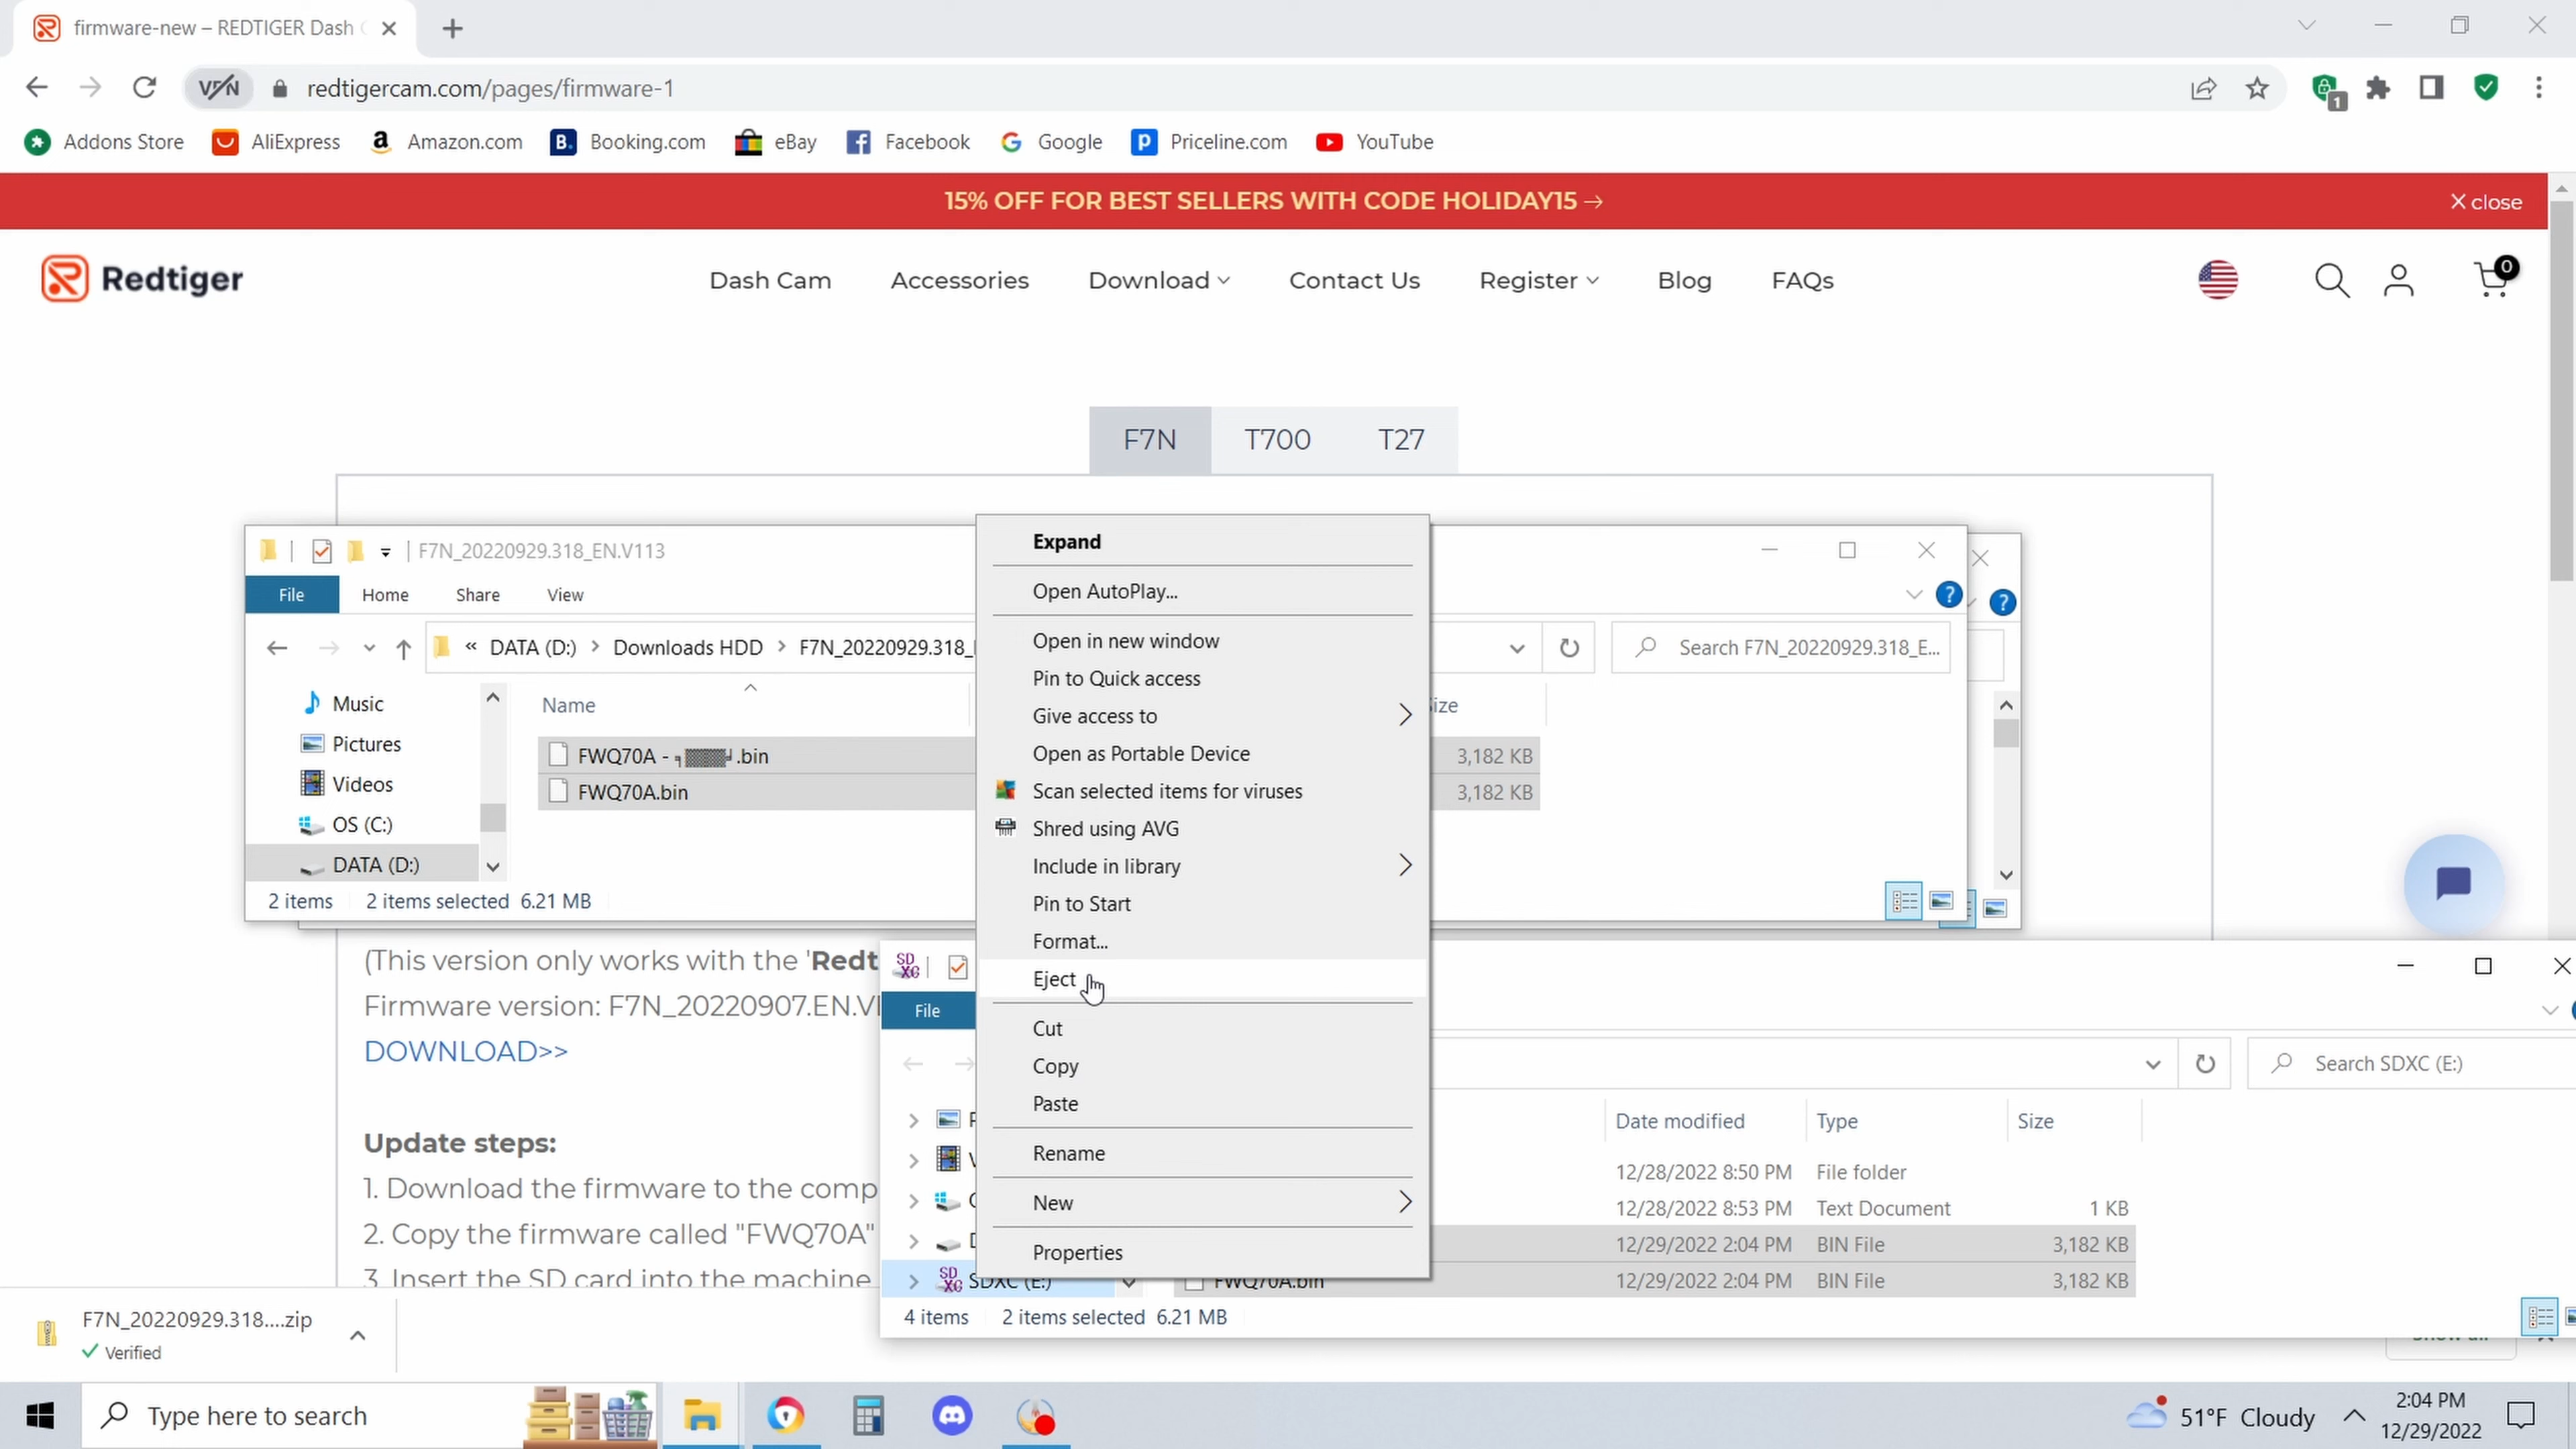 firmware-new – REDTIGER Dash
VPN redtigercam.com/pages/firmware-1
1
Addons Store AliExpress Amazon.com Booking.com eBay Facebook Google Priceline.com YouTube
15% OFF FOR BEST SELLERS WITH CODE HOLIDAY15 →
X close
Redtiger Dash Cam Accessories Download Contact Us Register Blog FAQs 0
F7N T700 T27
F7N_20220929.318_EN.V113
File Home Share View
« DATA (D:) > Downloads HDD > F7N_20220929.318_
Search F7N_20220929.318_E...
Music
Pictures
Videos
OS (C:)
DATA (D:)
Name
FWQ70A - .bin
FWQ70A.bin
Size
3,182 KB
3,182 KB
2 items 2 items selected 6.21 MB
Expand
Open AutoPlay...
Open in new window
Pin to Quick access
Give access to
Open as Portable Device
Scan selected items for viruses
Shred using AVG
Include in library
Pin to Start
Format...
Eject
Cut
Copy
Paste
Rename
New
Properties
(This version only works with the 'Redt
Firmware version: F7N_20220907.EN.V
DOWNLOAD>>
Update steps:
1. Download the firmware to the comp
2. Copy the firmware called "FWQ70A"
3. Insert the SD card into the machine
SD XC
File
Search SDXC (E:)
Date modified Type Size
12/28/2022 8:50 PM File folder
12/28/2022 8:53 PM Text Document 1 KB
12/29/2022 2:04 PM BIN File 3,182 KB
12/29/2022 2:04 PM BIN File 3,182 KB
SDXC (E:)
FWQ70A.bin
4 items 2 items selected 6.21 MB
F7N_20220929.318....zip
Verified
Type here to search
51°F Cloudy
2:04 PM
12/29/2022